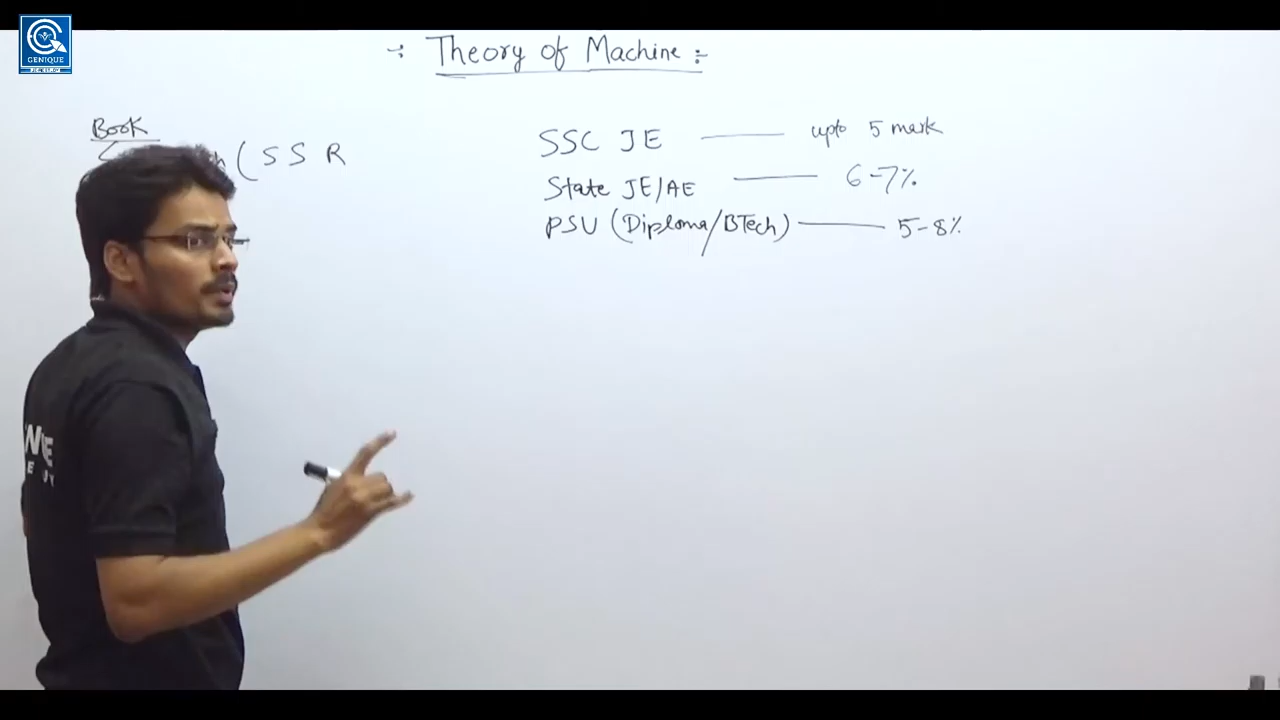 GENIQUE
:- Theory of Machine :-
Book
( S S R
SSC JE —— upto 5 mark
State JE/AE —— 6-7%
PSU (Diploma/BTech) —— 5-8%